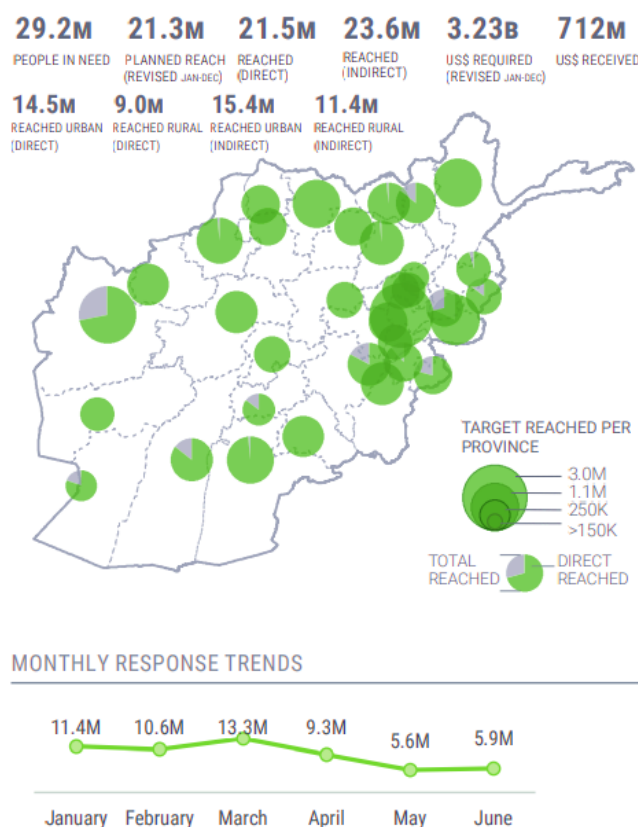 29.2M 21.3M 21.5M 23.6M 3.23B 712M
PEOPLE IN NEED PLANNED REACH REACHED REACHED US$ REQUIRED US$ RECEIVED
(REVISED JAN-DEC) (DIRECT) (INDIRECT) (REVISED JAN-DEC)
14.5M 9.0M 15.4M 11.4M
REACHED URBAN REACHED RURAL REACHED URBAN REACHED RURAL
(DIRECT) (DIRECT) (INDIRECT) (INDIRECT)
TARGET REACHED PER
PROVINCE
3.0M
1.1M
250K
>150K
TOTAL DIRECT
REACHED REACHED
MONTHLY RESPONSE TRENDS
11.4M 10.6M 13.3M 9.3M 5.6M 5.9M
January February March April May June